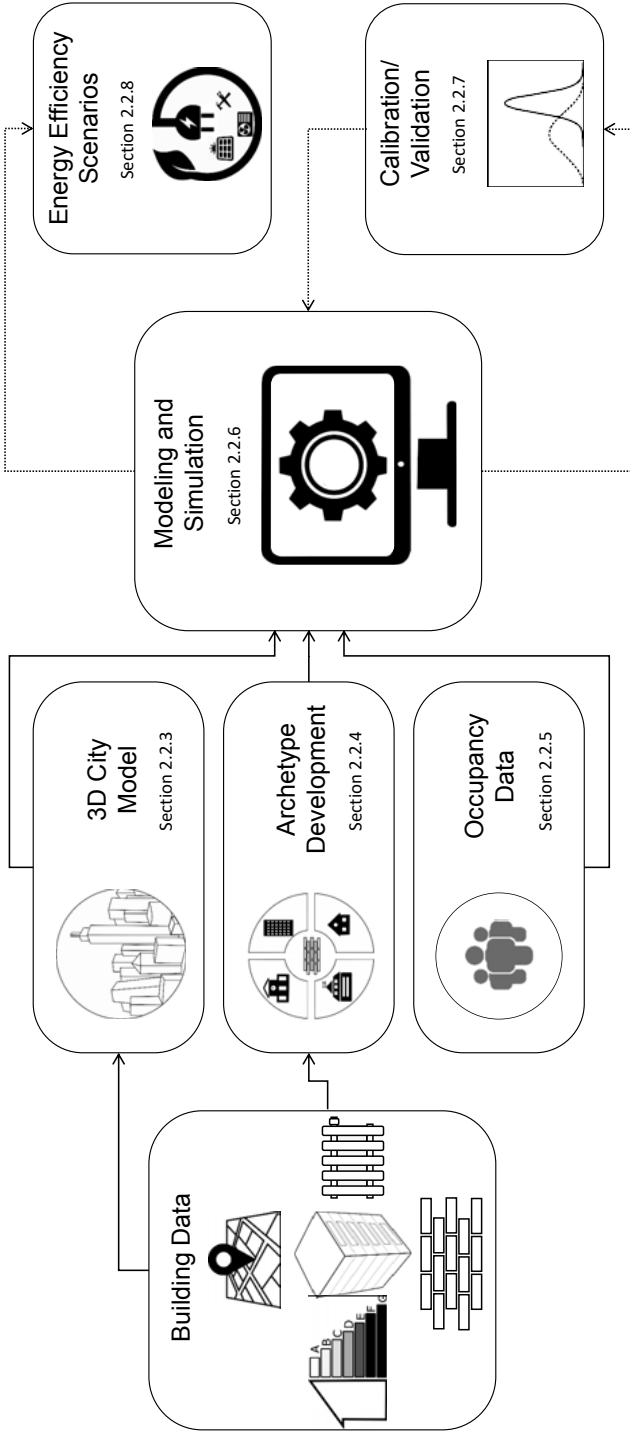 Building Data
A
B
C
D
E
F
G
3D City
Model
Section 2.2.3
Archetype
Development
Section 2.2.4
Occupancy
Data
Section 2.2.5
Modeling and
Simulation
Section 2.2.6
Energy Efficiency
Scenarios
Section 2.2.8
Calibration/
Validation
Section 2.2.7